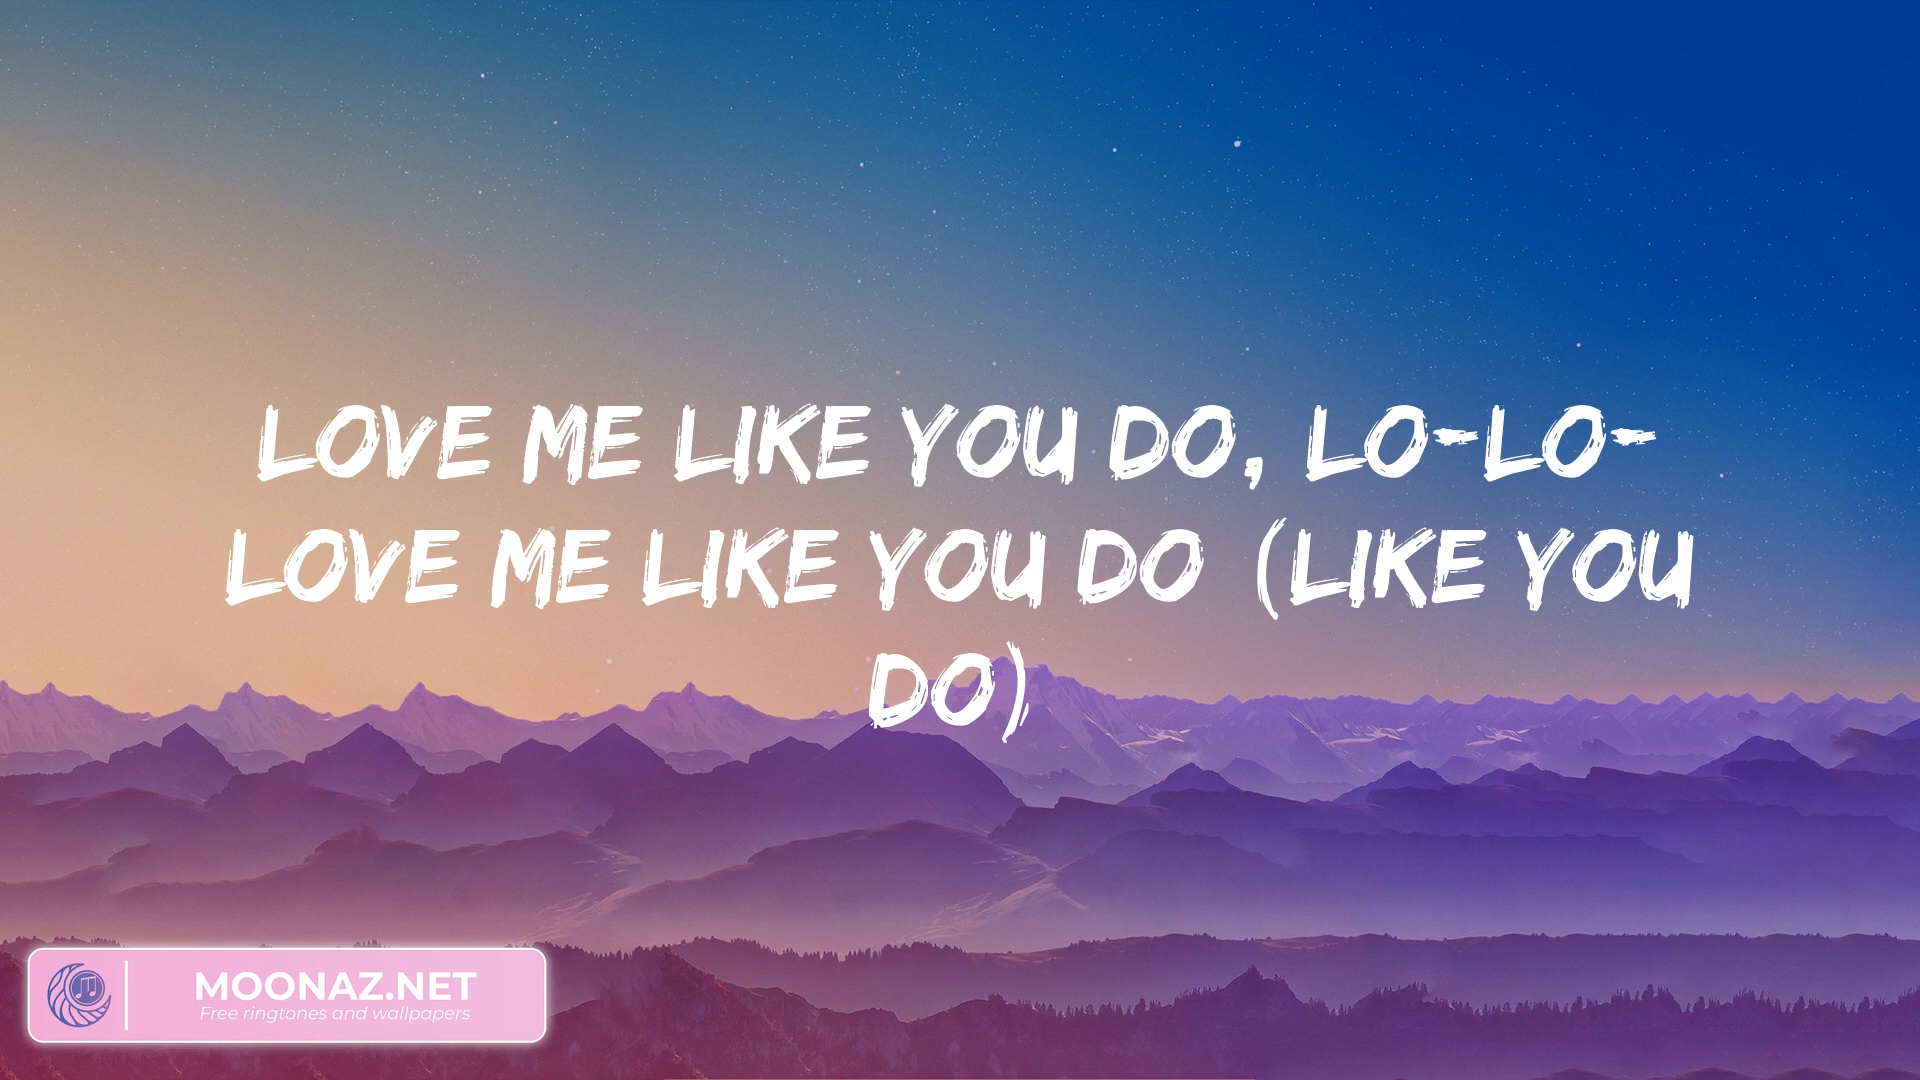 LOVE ME LIKE YOU DO, LO-LO-
LOVE ME LIKE YOU DO (LIKE YOU
DO)
MOONAZ.NET
Free ringtones and wallpapers